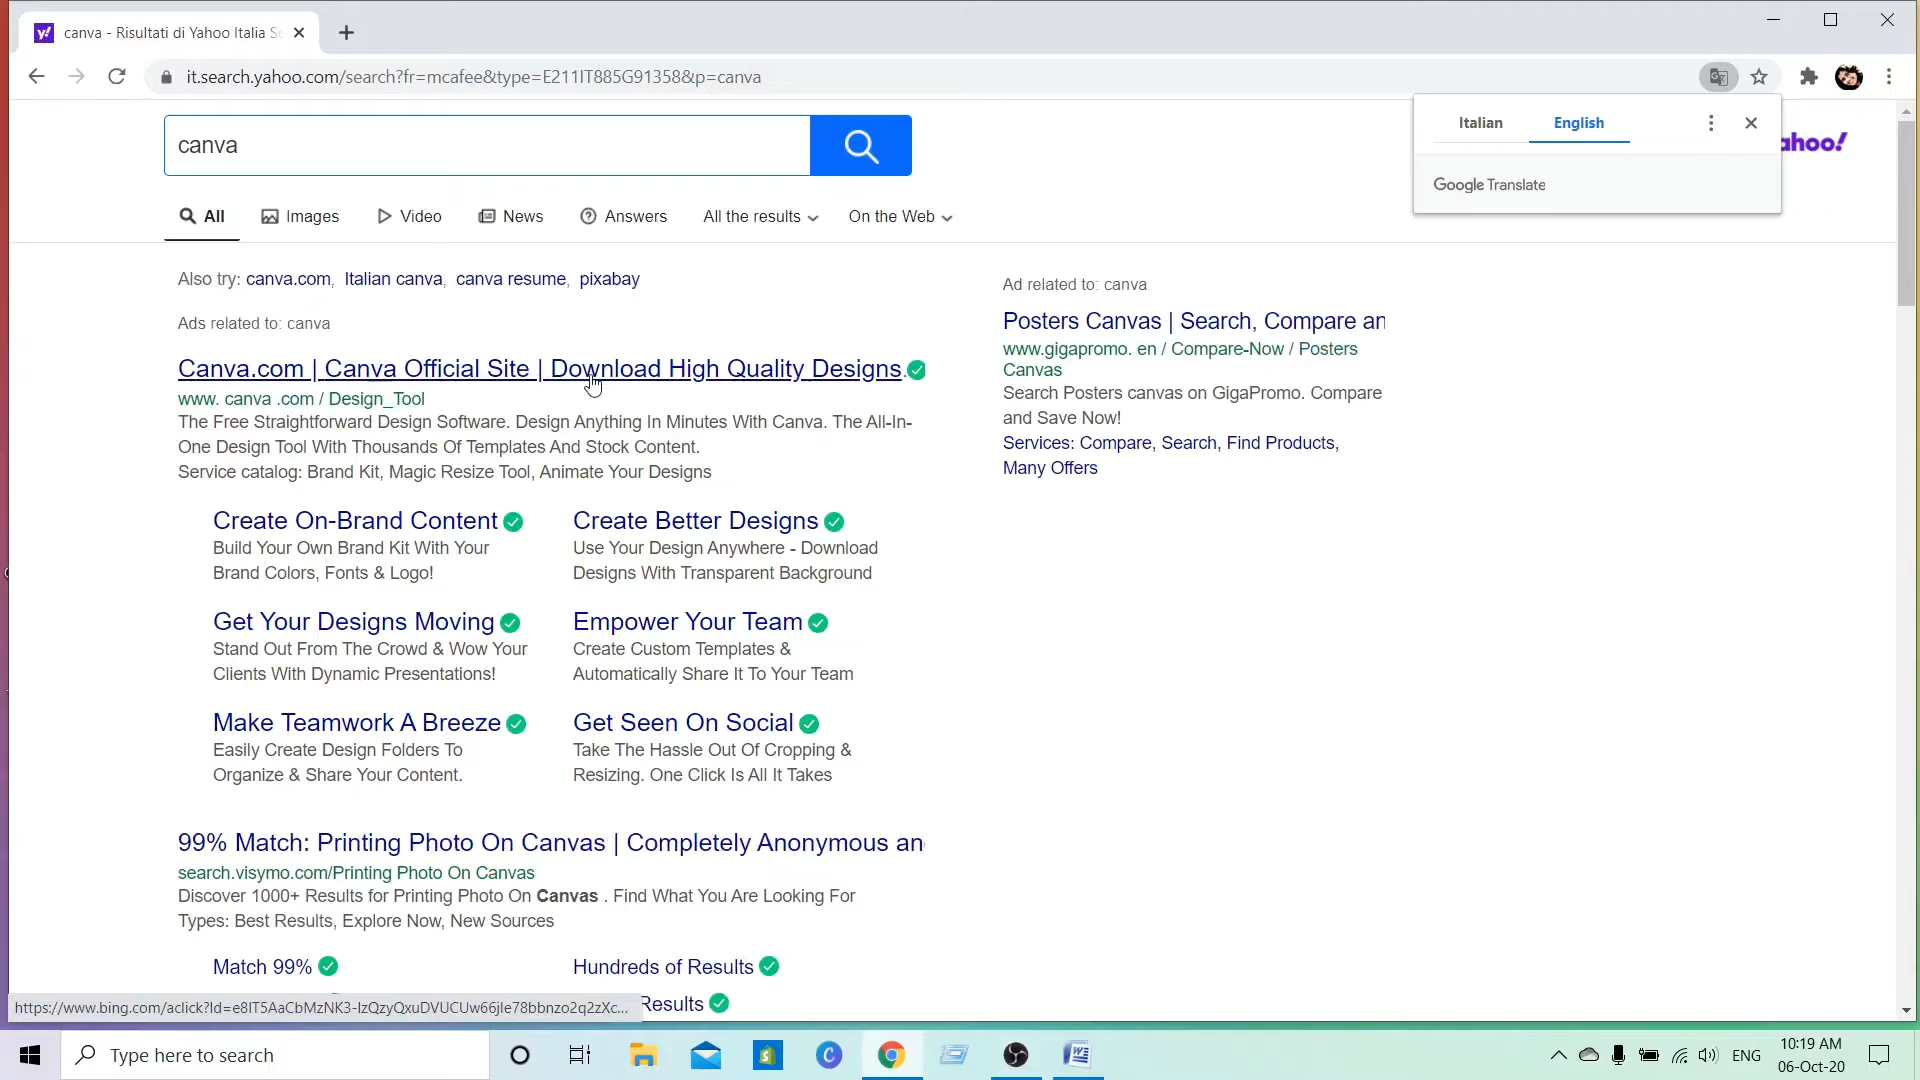 canva - Risultati di Yahoo Italia Se
it.search.yahoo.com/search?fr=mcafee&type=E211IT885G91358&p=canva
canva
Italian English
Google Translate
yahoo!
All Images Video News Answers All the results On the Web
Also try: canva.com, Italian canva, canva resume, pixabay
Ads related to: canva
Canva.com | Canva Official Site | Download High Quality Designs.
www. canva .com / Design_Tool
The Free Straightforward Design Software. Design Anything In Minutes With Canva. The All-In-
One Design Tool With Thousands Of Templates And Stock Content.
Service catalog: Brand Kit, Magic Resize Tool, Animate Your Designs
Create On-Brand Content
Build Your Own Brand Kit With Your
Brand Colors, Fonts & Logo!
Create Better Designs
Use Your Design Anywhere - Download
Designs With Transparent Background
Get Your Designs Moving
Stand Out From The Crowd & Wow Your
Clients With Dynamic Presentations!
Empower Your Team
Create Custom Templates &
Automatically Share It To Your Team
Make Teamwork A Breeze
Easily Create Design Folders To
Organize & Share Your Content.
Get Seen On Social
Take The Hassle Out Of Cropping &
Resizing. One Click Is All It Takes
99% Match: Printing Photo On Canvas | Completely Anonymous an
search.visymo.com/Printing Photo On Canvas
Discover 1000+ Results for Printing Photo On Canvas . Find What You Are Looking For
Types: Best Results, Explore Now, New Sources
Match 99%
Hundreds of Results
Results
Ad related to: canva
Posters Canvas | Search, Compare an
www.gigapromo. en / Compare-Now / Posters
Canvas
Search Posters canvas on GigaPromo. Compare
and Save Now!
Services: Compare, Search, Find Products,
Many Offers
Type here to search
ENG
10:19 AM
06-Oct-20